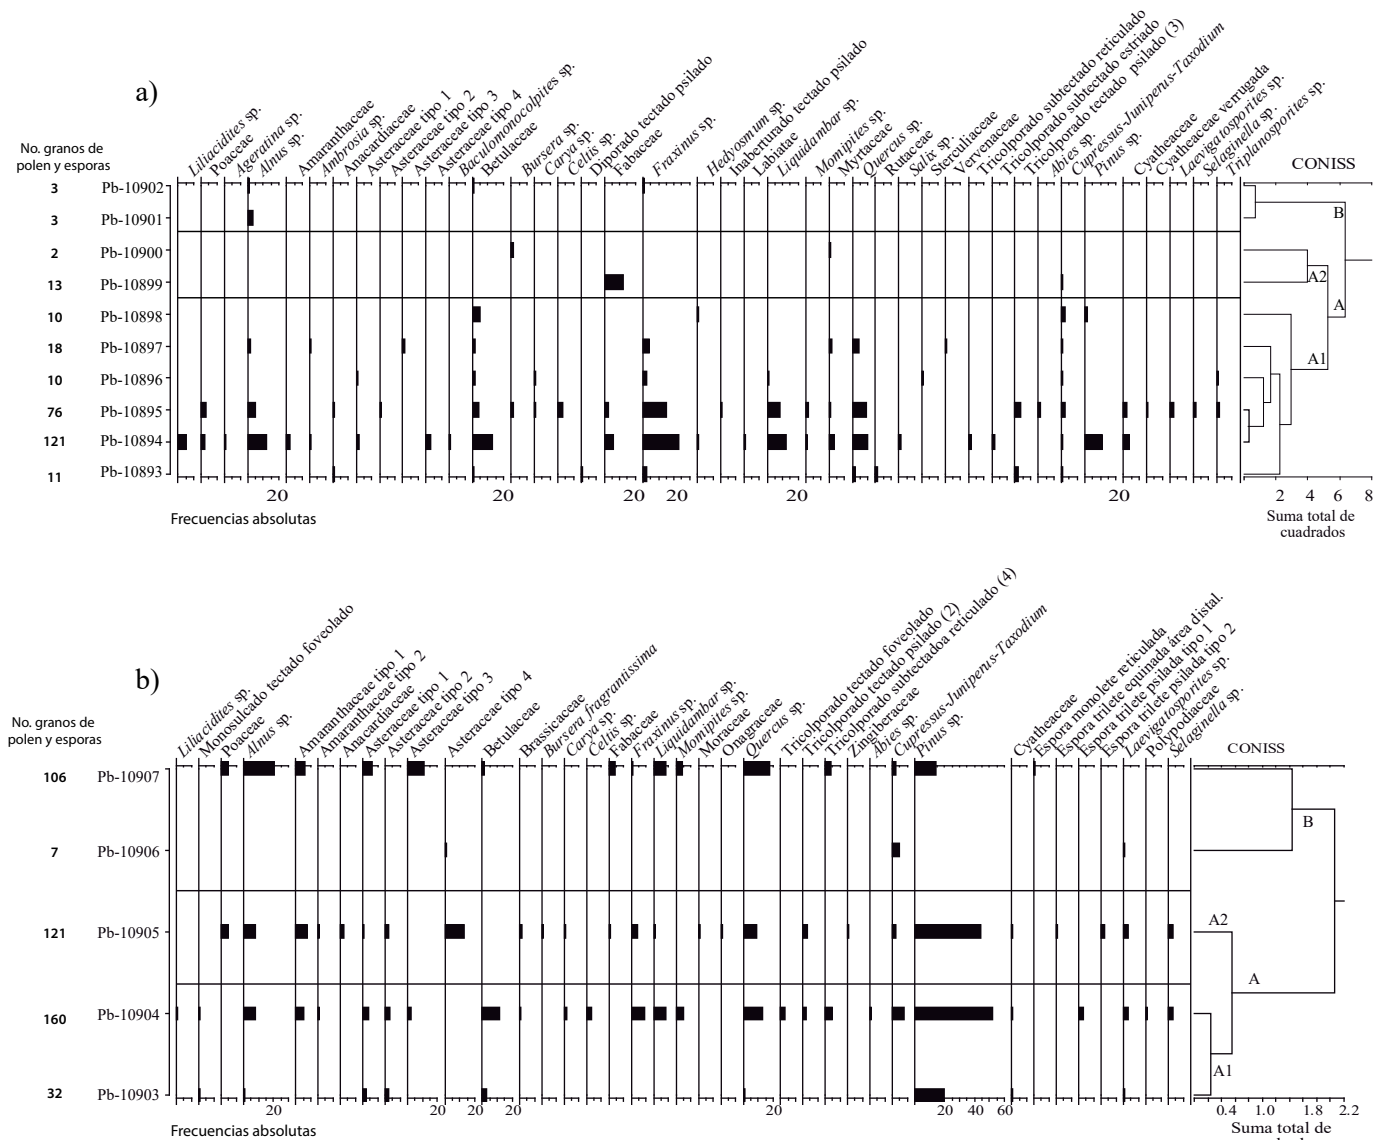 a)
No. granos de
polen y esporas
Liliacidites sp.
Poaceae
Ageratina sp.
Alnus sp.
Amaranthaceae
Ambrosia sp.
Anacardiaceae
Asteraceae tipo 1
Asteraceae tipo 2
Asteraceae tipo 3
Asteraceae tipo 4
Baculomonocolpites sp.
Betulaceae
Bursera sp.
Carya sp.
Celtis sp.
Diporado tectado psilado
Fabaceae
Fraxinus sp.
Hedyosmum sp.
Inaberturado tectado psilado
Labiatae
Liquidambar sp.
Momipites sp.
Myrtaceae
Quercus sp.
Rutaceae
Salix sp.
Sterculiaceae
Vervenaceae
Tricolporado subtectado reticulado
Tricolporado subtectado estriado
Tricolporado tectado psilado (3)
Abies sp.
Cupressus-Juniperus-Taxodium
Pinus sp.
Cyatheaceae
Cyatheaceae verrugada
Laevigatosporites sp.
Selaginella sp.
Triplanosporites sp.
CONISS
3 Pb-10902
3 Pb-10901
2 Pb-10900
13 Pb-10899
10 Pb-10898
18 Pb-10897
10 Pb-10896
76 Pb-10895
121 Pb-10894
11 Pb-10893
B
A2
A
A1
20 20 20 20 20 20
2 4 6 8
Frecuencias absolutas
Suma total de
cuadrados
b)
No. granos de
polen y esporas
Liliacidites sp.
Monosulcado tectado foveolado
Poaceae
Alnus sp.
Amaranthaceae tipo 1
Amaranthaceae tipo 2
Anacardiaceae
Asteraceae tipo 1
Asteraceae tipo 2
Asteraceae tipo 3
Asteraceae tipo 4
Betulaceae
Brassicaceae
Bursera fragrantissima
Carya sp.
Celtis sp.
Fabaceae
Fraxinus sp.
Liquidambar sp.
Momipites sp.
Moraceae
Onagraceae
Quercus sp.
Tricolporado tectado foveolado
Tricolporado tectado psilado (2)
Tricolporado subtectadoa reticulado (4)
Zingiberaceae
Abies sp.
Cupressus-Juniperus-Taxodium
Pinus sp.
Cyatheaceae
Espora monolete reticulada
Espora trilete equinada área distal.
Espora trilete psilada tipo 1
Espora trilete psilada tipo 2
Laevigatosporites sp.
Polypodiaceae
Selaginella sp.
CONISS
106 Pb-10907
7 Pb-10906
121 Pb-10905
160 Pb-10904
32 Pb-10903
B
A2
A
A1
20 20 20 20 20 20 40 60
0.4 1.0 1.6 2.2
Frecuencias absolutas
Suma total de